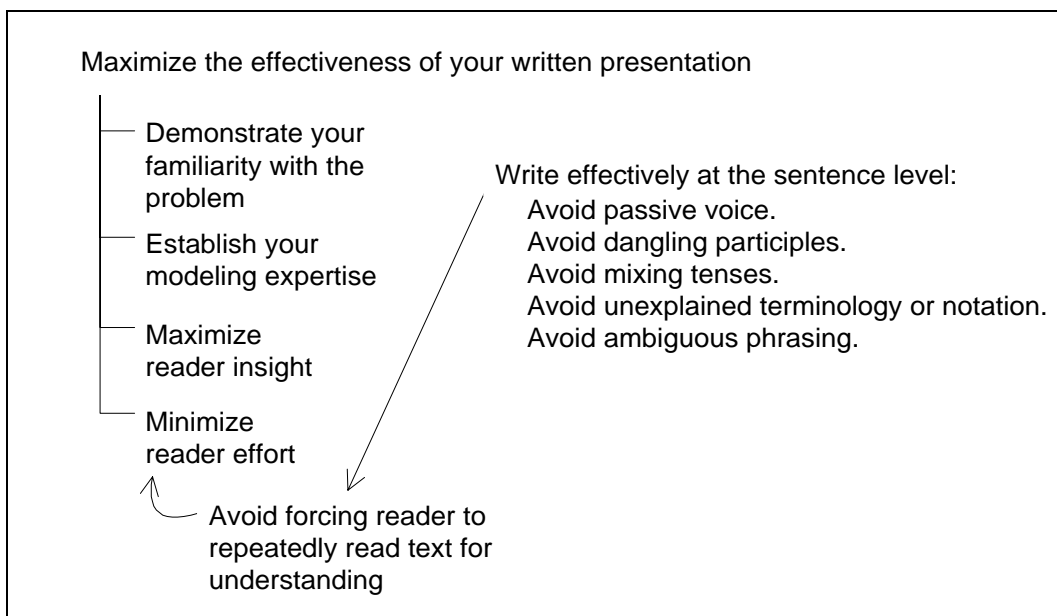 Maximize the effectiveness of your written presentation
Demonstrate your
familiarity with the
problem
Establish your
modeling expertise
Maximize
reader insight
Minimize
reader effort
Write effectively at the sentence level:
Avoid passive voice.
Avoid dangling participles.
Avoid mixing tenses.
Avoid unexplained terminology or notation.
Avoid ambiguous phrasing.
Avoid forcing reader to
repeatedly read text for
understanding